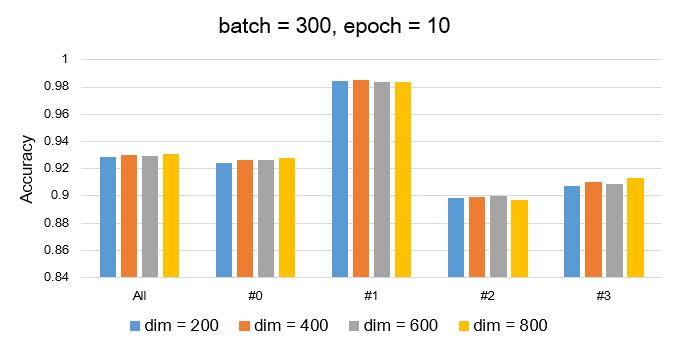 batch = 300, epoch = 10
Accuracy
1
0.98
0.96
0.94
0.92
0.9
0.88
0.86
0.84
All #0 #1 #2 #3
dim = 200 dim = 400 dim = 600 dim = 800